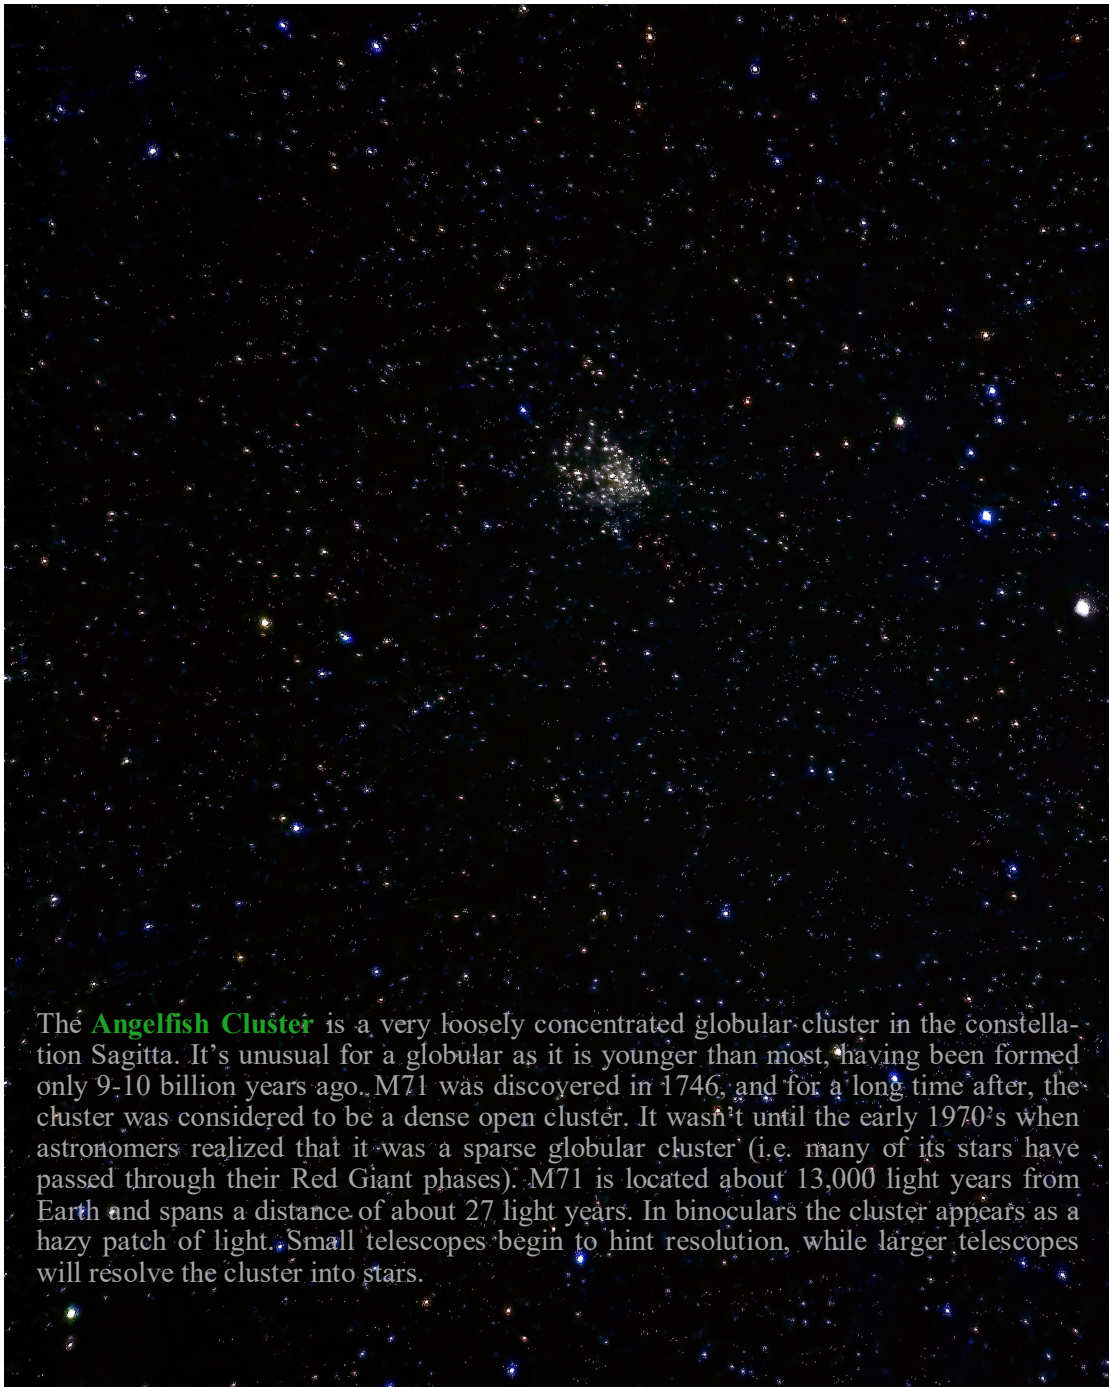 The Angelfish Cluster is a very loosely concentrated globular cluster in the constella-
tion Sagitta. It’s unusual for a globular as it is younger than most, having been formed
only 9-10 billion years ago. M71 was discovered in 1746, and for a long time after, the
cluster was considered to be a dense open cluster. It wasn’t until the early 1970’s when
astronomers realized that it was a sparse globular cluster (i.e. many of its stars have
passed through their Red Giant phases). M71 is located about 13,000 light years from
Earth and spans a distance of about 27 light years. In binoculars the cluster appears as a
hazy patch of light. Small telescopes begin to hint resolution, while larger telescopes
will resolve the cluster into stars.